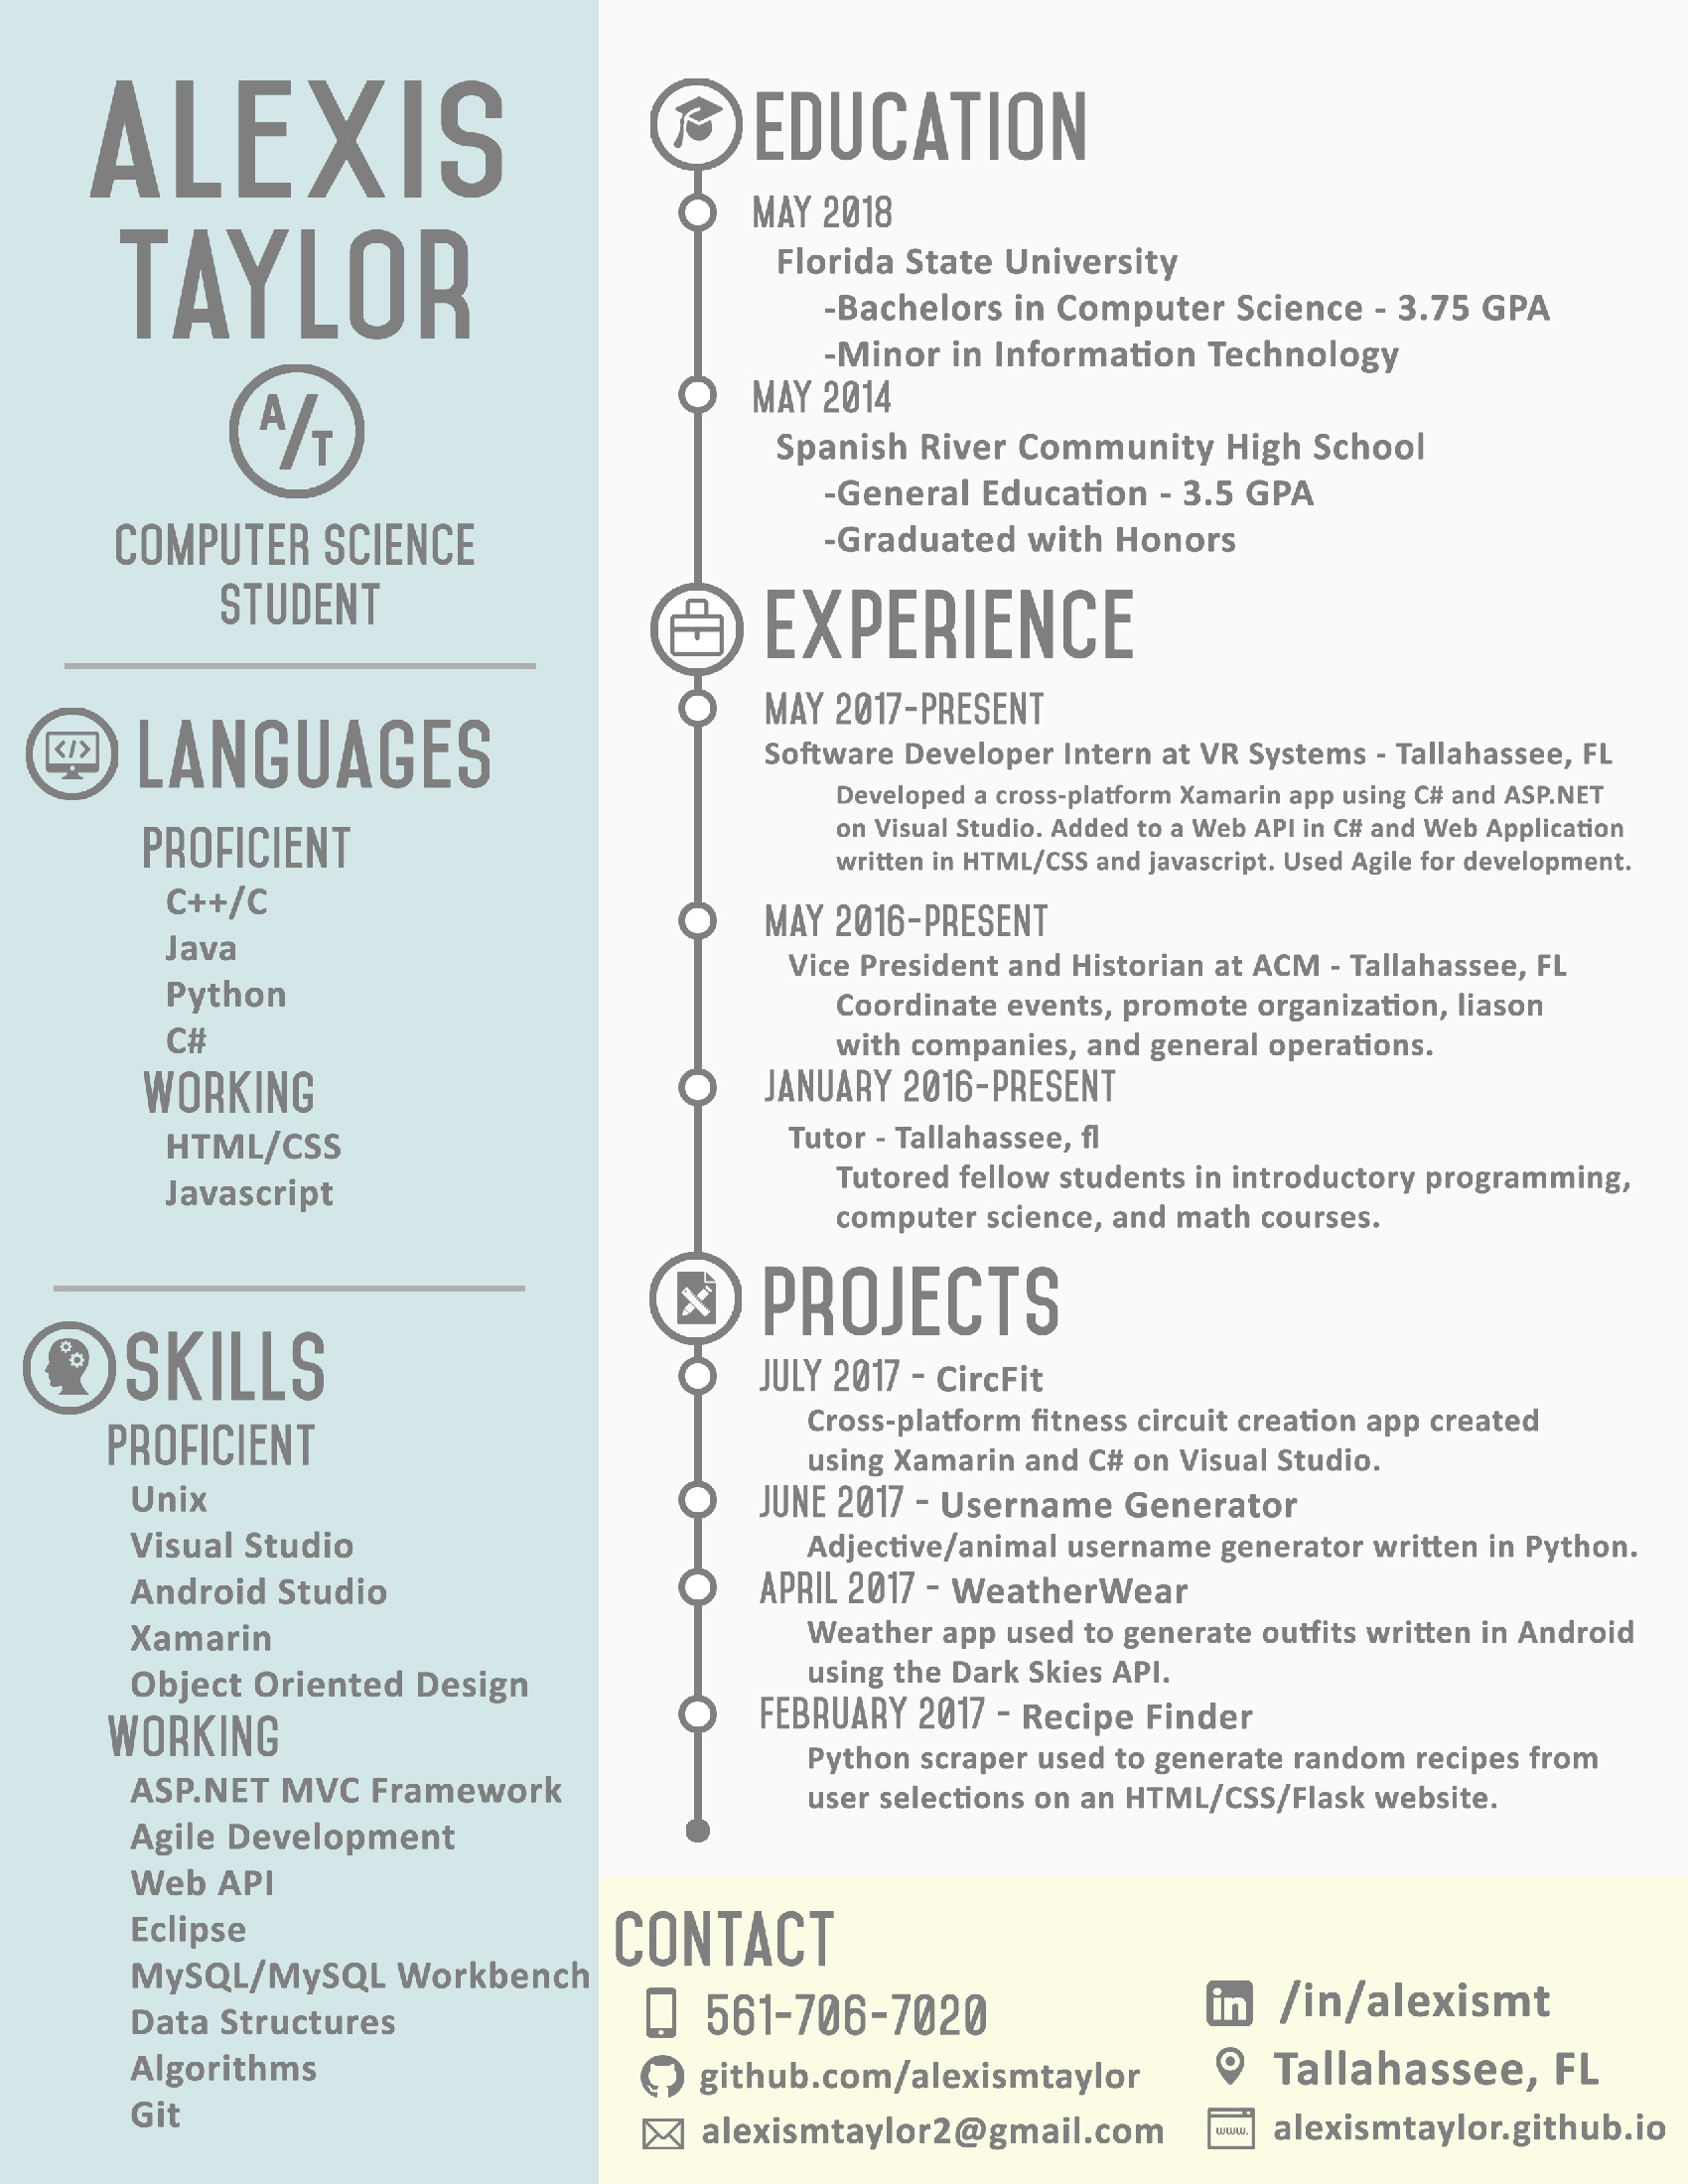 ALEXIS
TAYLOR
A/T
COMPUTER SCIENCE
STUDENT
</> LANGUAGES
PROFICIENT
C++/C
Java
Python
C#
WORKING
HTML/CSS
Javascript
SKILLS
PROFICIENT
Unix
Visual Studio
Android Studio
Xamarin
Object Oriented Design
WORKING
ASP.NET MVC Framework
Agile Development
Web API
Eclipse
MySQL/MySQL Workbench
Data Structures
Algorithms
Git
EDUCATION
MAY 2018
Florida State University
-Bachelors in Computer Science - 3.75 GPA
-Minor in Information Technology
MAY 2014
Spanish River Community High School
-General Education - 3.5 GPA
-Graduated with Honors
EXPERIENCE
MAY 2017-PRESENT
Software Developer Intern at VR Systems - Tallahassee, FL
Developed a cross-platform Xamarin app using C# and ASP.NET
on Visual Studio. Added to a Web API in C# and Web Application
written in HTML/CSS and javascript. Used Agile for development.
MAY 2016-PRESENT
Vice President and Historian at ACM - Tallahassee, FL
Coordinate events, promote organization, liason
with companies, and general operations.
JANUARY 2016-PRESENT
Tutor - Tallahassee, fl
Tutored fellow students in introductory programming,
computer science, and math courses.
PROJECTS
JULY 2017 - CircFit
Cross-platform fitness circuit creation app created
using Xamarin and C# on Visual Studio.
JUNE 2017 - Username Generator
Adjective/animal username generator written in Python.
APRIL 2017 - WeatherWear
Weather app used to generate outfits written in Android
using the Dark Skies API.
FEBRUARY 2017 - Recipe Finder
Python scraper used to generate random recipes from
user selections on an HTML/CSS/Flask website.
CONTACT
561-706-7020
github.com/alexismtaylor
alexismtaylor2@gmail.com
in /in/alexismt
Tallahassee, FL
www. alexismtaylor.github.io